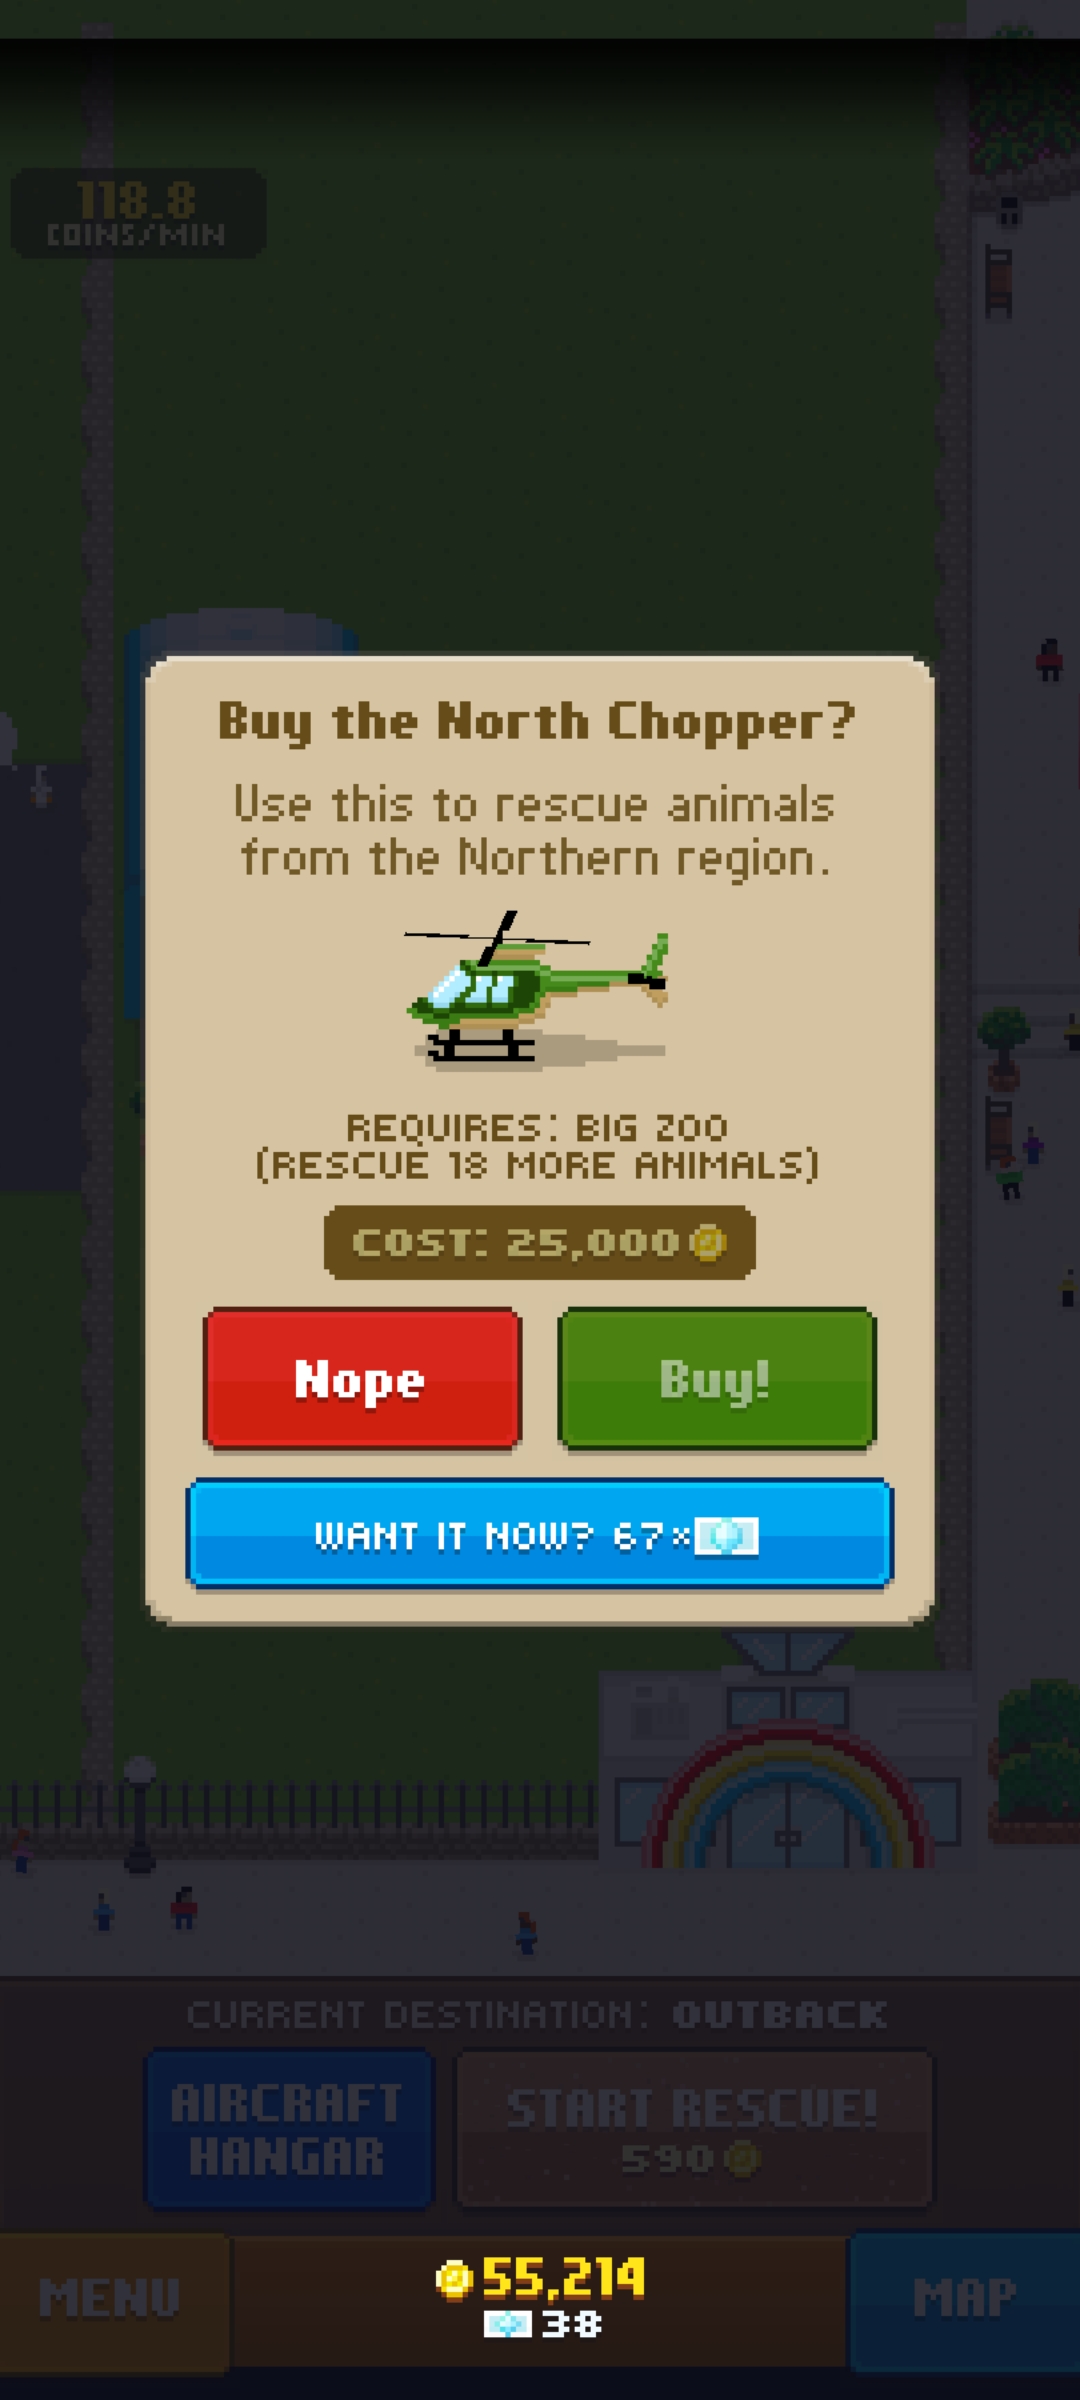 118.8
COINS/MIN
Buy the North Chopper?
Use this to rescue animals
from the Northern region.
REQUIRES: BIG ZOO
(RESCUE 18 MORE ANIMALS)
COST: 25,000
Nope
Buy!
WANT IT NOW? 67x
CURRENT DESTINATION: OUTBACK
AIRCRAFT
HANGAR
START RESCUE!
590
MENU
55,214
38
MAP